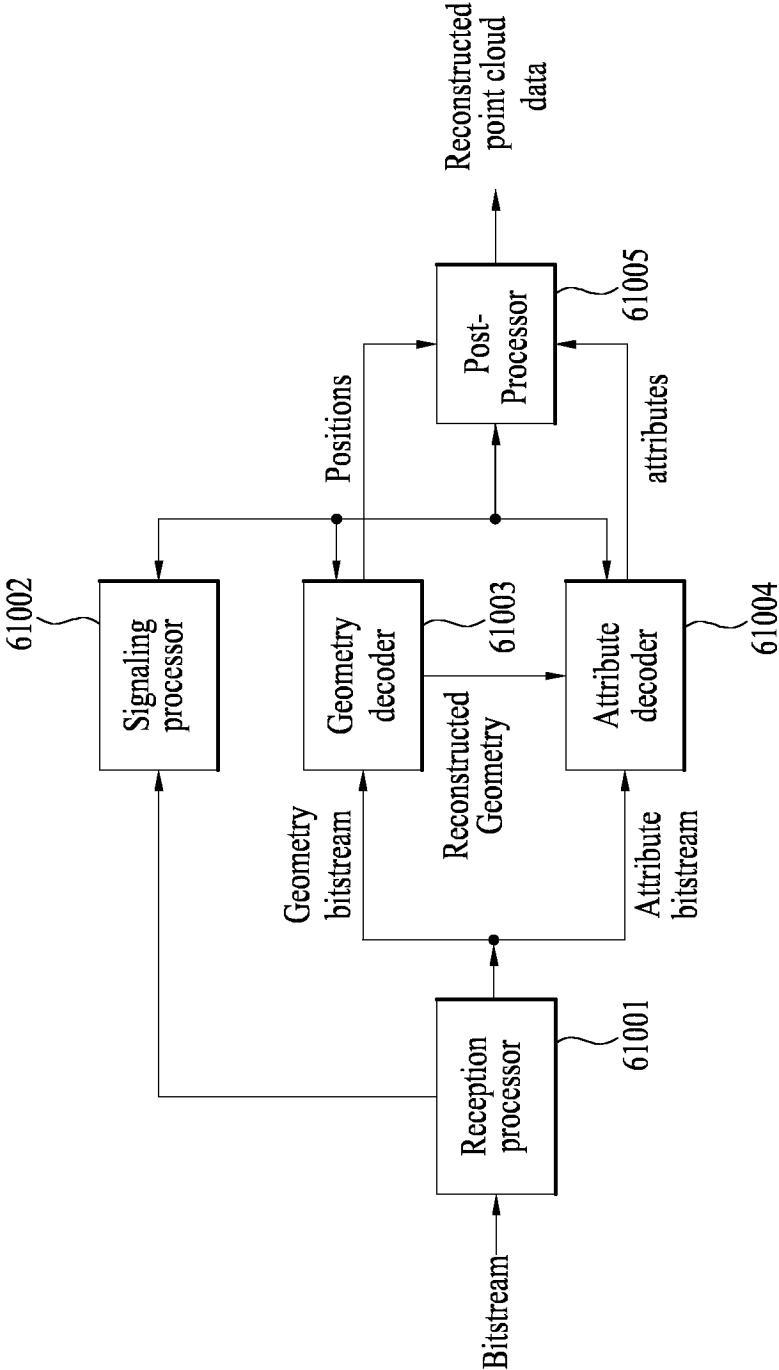 Bitstream
Reception
processor
61001
Signaling
processor
61002
Geometry
bitstream
Geometry
decoder
61003
Reconstructed
Geometry
Attribute
bitstream
Attribute
decoder
61004
Positions
attributes
Post-
Processor
61005
Reconstructed
point cloud
data